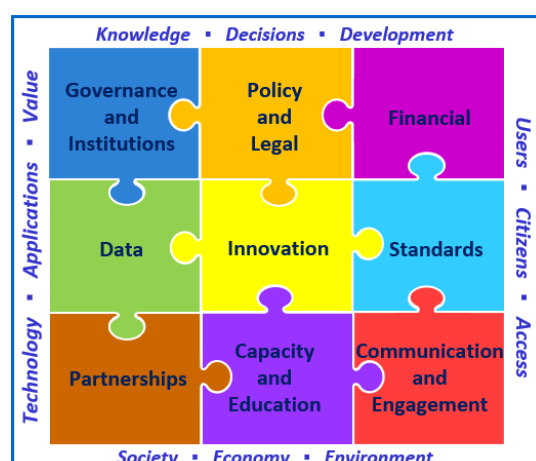 Knowledge ▪ Decisions ▪ Development
Technology ▪ Applications ▪ Value
Governance
and
Institutions
Policy
and
Legal
Financial
Data
Innovation
Standards
Partnerships
Capacity
and
Education
Communication
and
Engagement
Users ▪ Citizens ▪ Access
Society ▪ Economy ▪ Environment